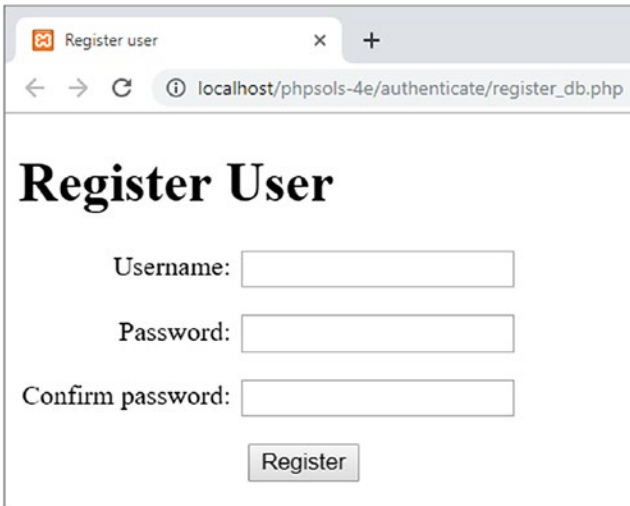 Register user
localhost/phpsols-4e/authenticate/register_db.php
Register User
Username:
Password:
Confirm password:
Register